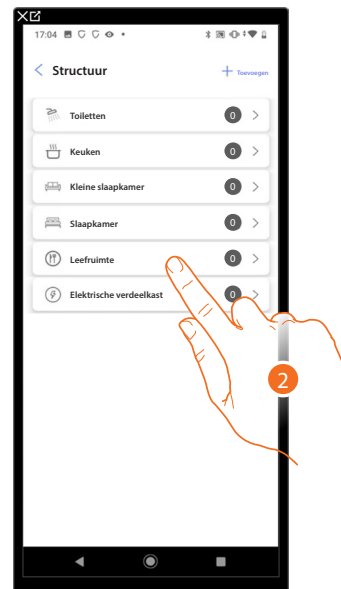 17:04
Structuur
Toevoegen
Toiletten 0
Keuken 0
Kleine slaapkamer 0
Slaapkamer 0
Leefruimte 0
Elektrische verdeelkast 0
2